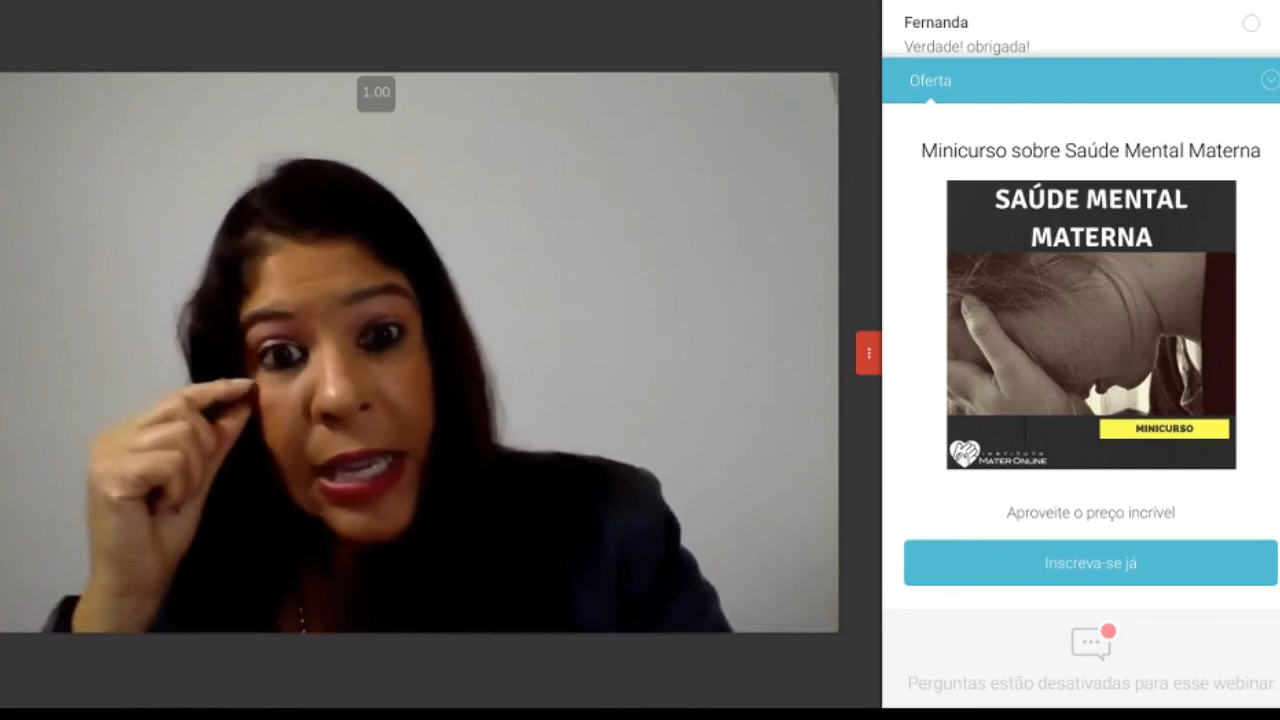 1.00
Fernanda
Verdade! obrigada!
Oferta
Minicurso sobre Saúde Mental Materna
SAÚDE MENTAL
MATERNA
MINICURSO
INSTITUTO
MATER ONLINE
Aproveite o preço incrível
Inscreva-se já
Perguntas estão desativadas para esse webinar